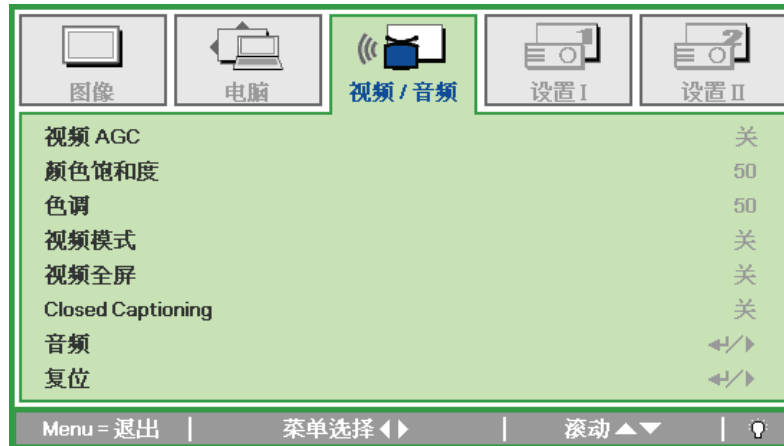 图像
电脑
视频 / 音频
设置 I
设置 II
视频 AGC 关
颜色饱和度 50
色调 50
视频模式 关
视频全屏 关
Closed Captioning 关
音频 ↵/▶
复位 ↵/▶
Menu = 退出 | 菜单选择 ◀▶ | 滚动 ▲▼ |